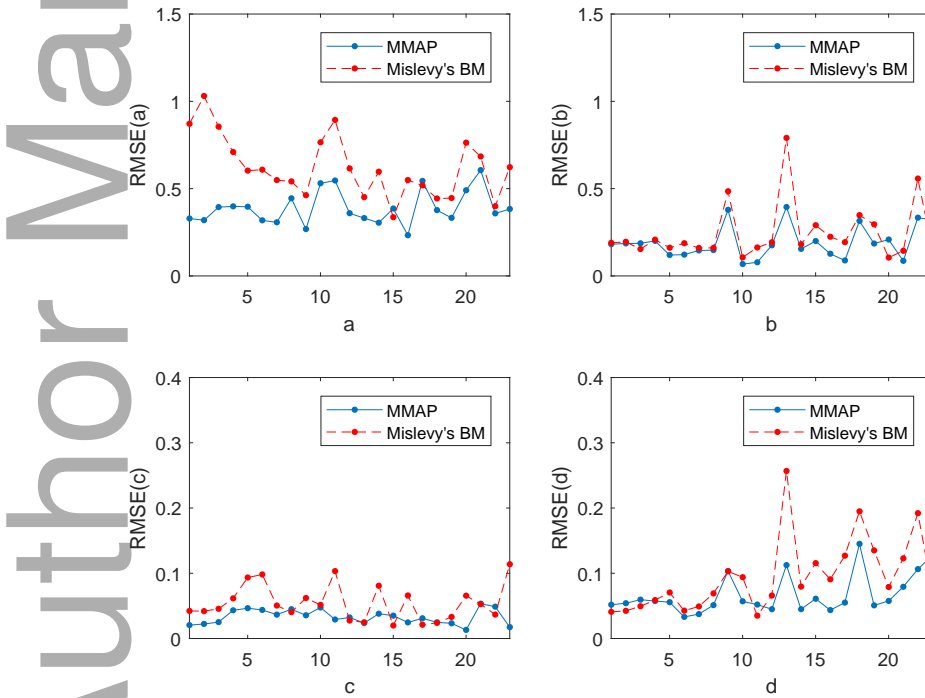 Author Ma
1.5
1
0.5
0
RMSE(a)
MMAP
Mislevy's BM
5 10 15 20
a
1.5
1
0.5
0
RMSE(b)
MMAP
Mislevy's BM
5 10 15 20
b
0.4
0.3
0.2
0.1
0
RMSE(c)
MMAP
Mislevy's BM
5 10 15 20
c
0.4
0.3
0.2
0.1
0
RMSE(d)
MMAP
Mislevy's BM
5 10 15 20
d